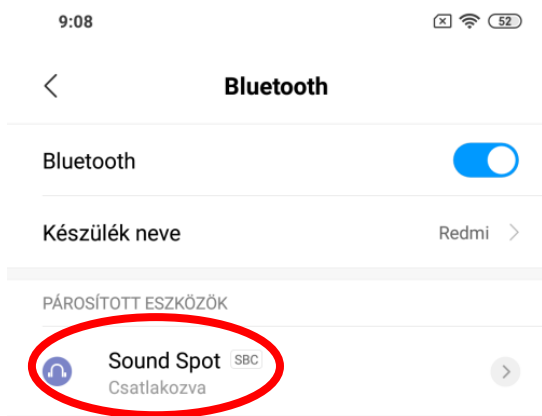 9:08 52
Bluetooth
Bluetooth
Készülék neve Redmi
PÁROSÍTOTT ESZKÖZÖK
Sound Spot SBC
Csatlakozva